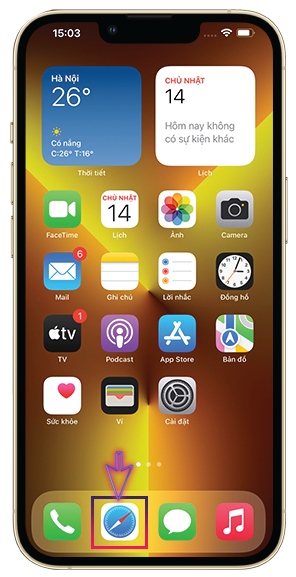 15:03
Hà Nội
26°
Có nắng
C:26° T:16°
Thời tiết
CHỦ NHẬT
14
Hôm nay không
có sự kiện khác
Lịch
FaceTime
CHỦ NHẬT
14
Lịch
Ảnh
Camera
6
Mail
Ghi chú
Lời nhắc
Đồng hồ
1
tv
TV
Podcast
App Store
Bản đồ
Sức khỏe
Ví
Cài đặt